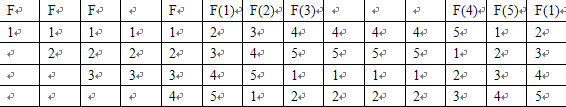 F F F F F(1) F(2) F(3) F(4) F(5) F(1)
1 1 1 1 1 2 3 4 4 4 4 5 1 2
2 2 2 2 3 4 5 5 5 5 1 2 3
3 3 3 4 5 1 1 1 1 2 3 4
4 5 1 2 2 2 2 3 4 5